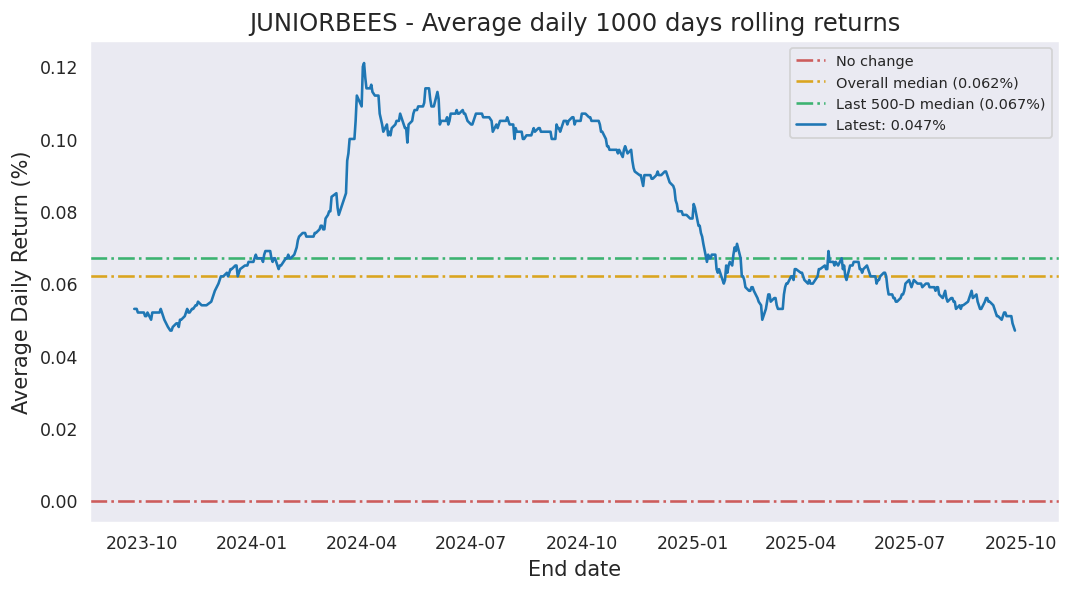 JUNIORBEES - Average daily 1000 days rolling returns
No change
Overall median (0.062%)
Last 500-D median (0.067%)
Latest: 0.047%
Average Daily Return (%)
0.12
0.10
0.08
0.06
0.04
0.02
0.00
2023-10 2024-01 2024-04 2024-07 2024-10 2025-01 2025-04 2025-07 2025-10
End date